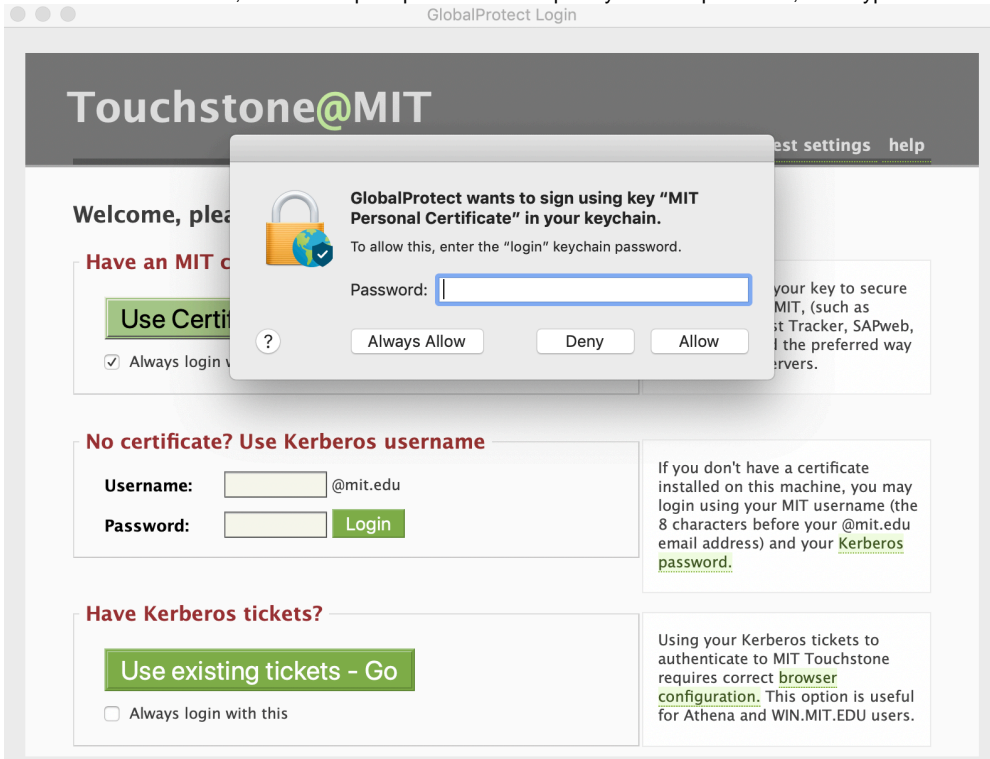 GlobalProtect Login
Touchstone@MIT
est settings help
GlobalProtect wants to sign using key “MIT
Personal Certificate” in your keychain.
To allow this, enter the “login” keychain password.
Password:
?
Always Allow
Deny
Allow
Welcome, plea
Have an MIT c
Use Certif
Always login w
your key to secure
MIT, (such as
st Tracker, SAPweb,
d the preferred way
ervers.
No certificate? Use Kerberos username
Username: @mit.edu
Password: Login
If you don't have a certificate
installed on this machine, you may
login using your MIT username (the
8 characters before your @mit.edu
email address) and your Kerberos
password.
Have Kerberos tickets?
Use existing tickets - Go
Always login with this
Using your Kerberos tickets to
authenticate to MIT Touchstone
requires correct browser
configuration. This option is useful
for Athena and WIN.MIT.EDU users.